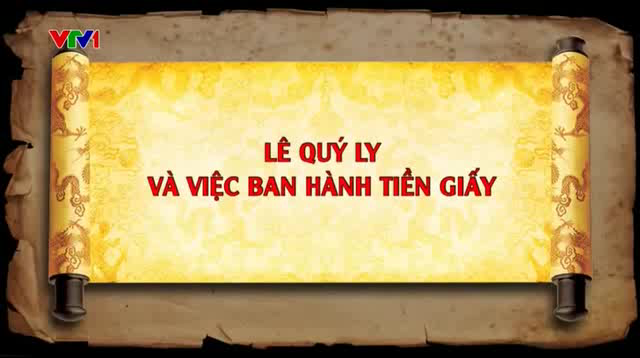 VTV1
LÊ QUÝ LY
VÀ VIỆC BAN HÀNH TIỀN GIẤY